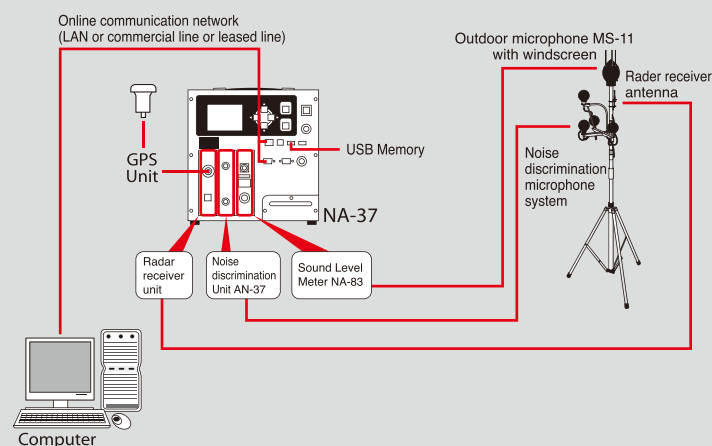 Online communication network
(LAN or commercial line or leased line)
Outdoor microphone MS-11
with windscreen
Rader receiver
antenna
GPS
Unit
USB Memory
Noise
discrimination
microphone
system
NA-37
Radar
receiver
unit
Noise
discrimination
Unit AN-37
Sound Level
Meter NA-83
Computer